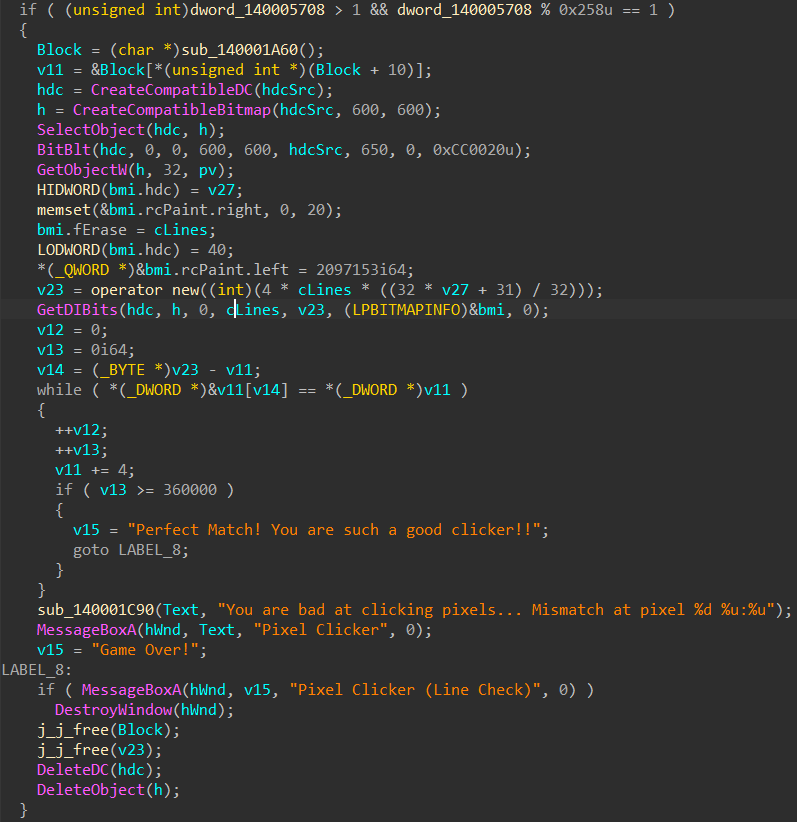 if ( (unsigned int)dword_140005708 > 1 && dword_140005708 % 0x258u == 1 )
{
Block = (char *)sub_140001A60();
v11 = &Block[*(unsigned int *)(Block + 10)];
hdc = CreateCompatibleDC(hdcSrc);
h = CreateCompatibleBitmap(hdcSrc, 600, 600);
SelectObject(hdc, h);
BitBlt(hdc, 0, 0, 600, 600, hdcSrc, 650, 0, 0xCC0020u);
GetObjectW(h, 32, pv);
HIDWORD(bmi.hdc) = v27;
memset(&bmi.rcPaint.right, 0, 20);
bmi.fErase = cLines;
LODWORD(bmi.hdc) = 40;
*(_QWORD *)&bmi.rcPaint.left = 2097153i64;
v23 = operator new((int)(4 * cLines * ((32 * v27 + 31) / 32)));
GetDIBits(hdc, h, 0, cLines, v23, (LPBITMAPINFO)&bmi, 0);
v12 = 0;
v13 = 0i64;
v14 = (_BYTE *)v23 - v11;
while ( *(_DWORD *)&v11[v14] == *(_DWORD *)v11 )
{
++v12;
++v13;
v11 += 4;
if ( v13 >= 360000 )
{
v15 = "Perfect Match! You are such a good clicker!!";
goto LABEL_8;
}
}
sub_140001C90(Text, "You are bad at clicking pixels... Mismatch at pixel %d %u:%u");
MessageBoxA(hWnd, Text, "Pixel Clicker", 0);
v15 = "Game Over!";
LABEL_8:
if ( MessageBoxA(hWnd, v15, "Pixel Clicker (Line Check)", 0) )
DestroyWindow(hWnd);
j_j_free(Block);
j_j_free(v23);
DeleteDC(hdc);
DeleteObject(h);
}